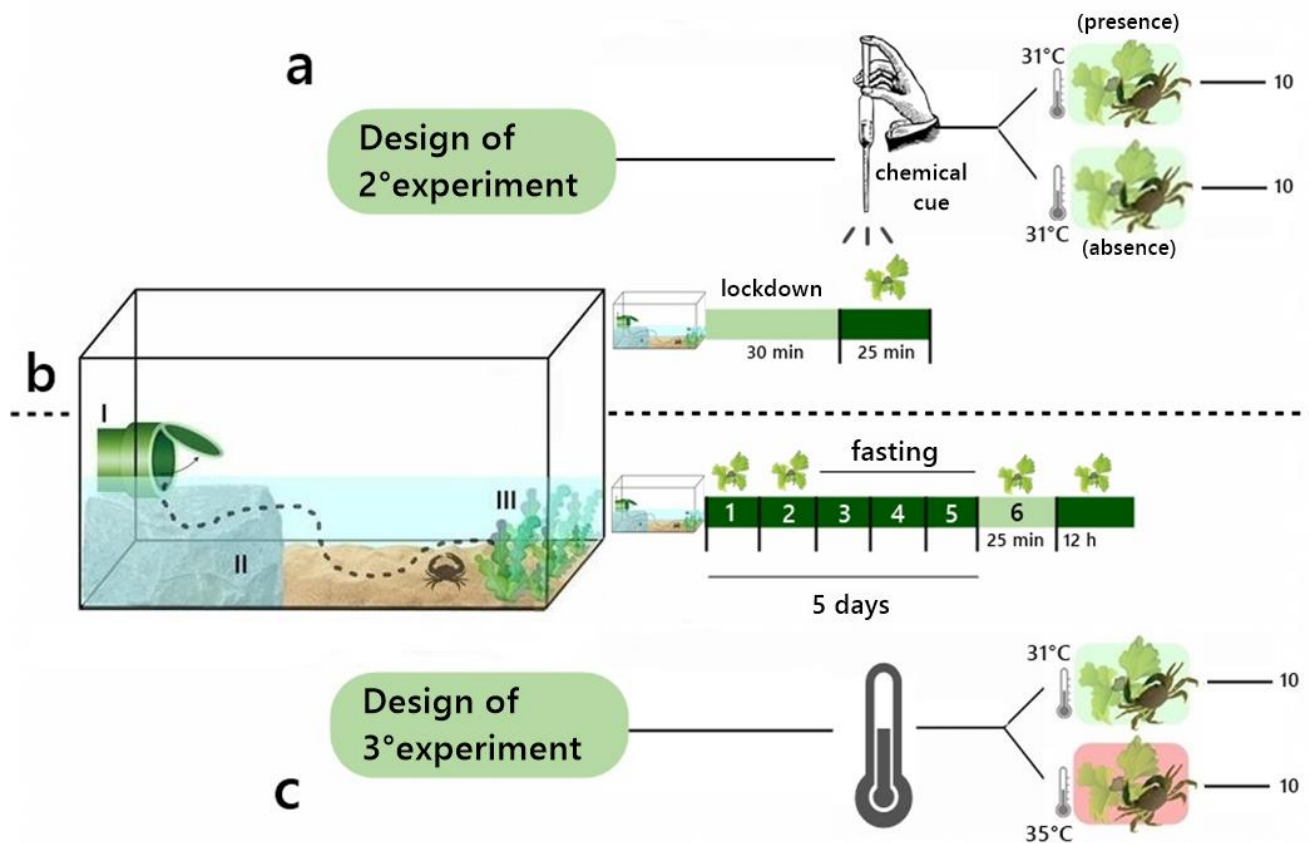 a
Design of
2°experiment
chemical
cue
(presence)
31°C
10
31°C
(absence)
10
lockdown
30 min
25 min
b
I
II
III
fasting
1
2
3
4
5
6
25 min
12 h
5 days
c
Design of
3°experiment
31°C
10
35°C
10